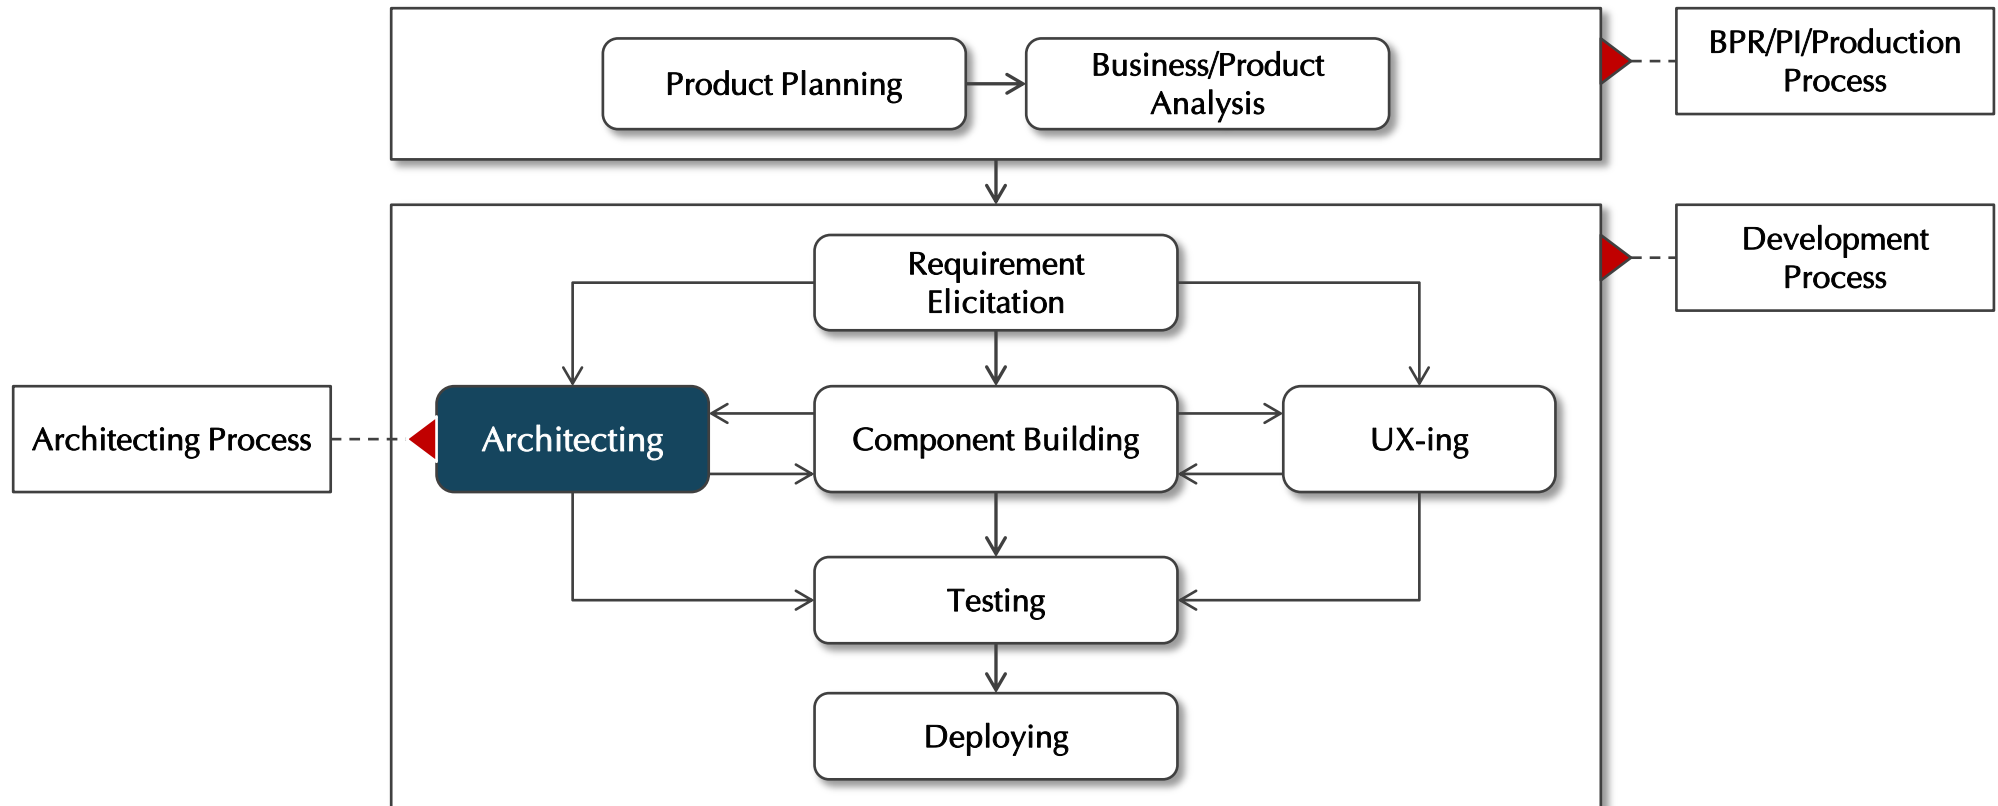 Product Planning
Business/Product
Analysis
BPR/PI/Production
Process
Requirement
Elicitation
Development
Process
Architecting Process
Architecting
Component Building
UX-ing
Testing
Deploying